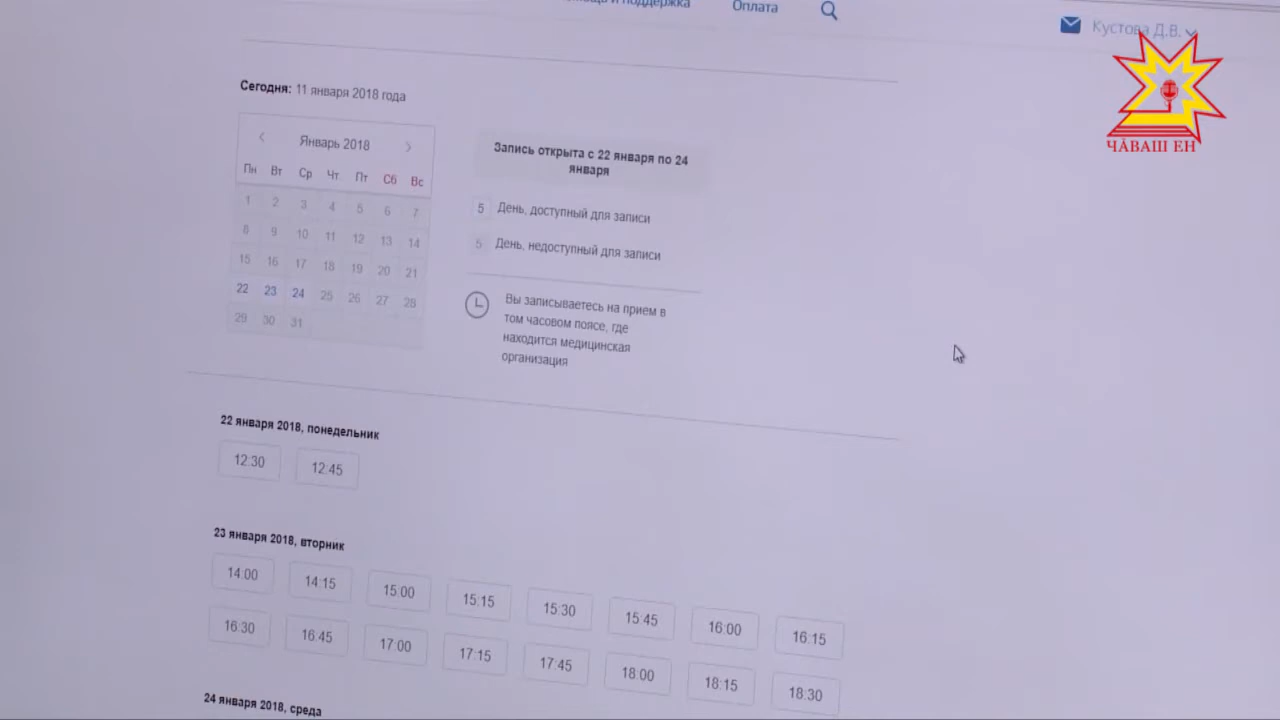 и поддержка Оплата
Кустова Д.В.
ЧӐВАШ ЕН
Сегодня: 11 января 2018 года
Январь 2018
Пн Вт Ср Чт Пт Сб Вс
1 2 3 4 5 6 7
8 9 10 11 12 13 14
15 16 17 18 19 20 21
22 23 24 25 26 27 28
29 30 31
Запись открыта с 22 января по 24
января
5 День, доступный для записи
5 День, недоступный для записи
Вы записываетесь на прием в
том часовом поясе, где
находится медицинская
организация
22 января 2018, понедельник
12:30 12:45
23 января 2018, вторник
14:00 14:15 15:00 15:15 15:30 15:45 16:00 16:15
16:30 16:45 17:00 17:15 17:45 18:00 18:15 18:30
24 января 2018, среда